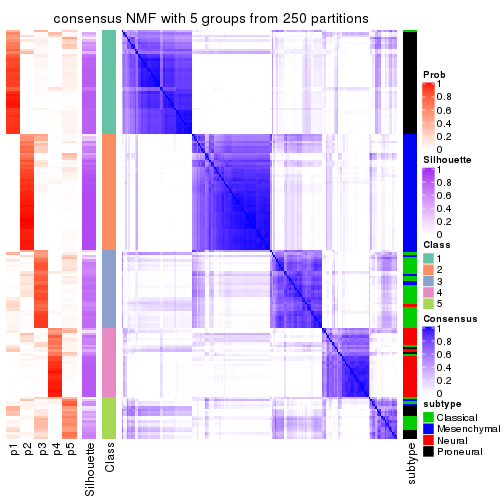 consensus NMF with 5 groups from 250 partitions
Prob
1
0.8
0.6
0.4
0.2
0
Silhouette
1
0.8
0.6
0.4
0.2
0
Class
1
2
3
4
5
Consensus
1
0.8
0.6
0.4
0.2
0
subtype
Classical
Mesenchymal
Neural
Proneural
p1
p2
p3
p4
p5
Silhouette
Class
subtype